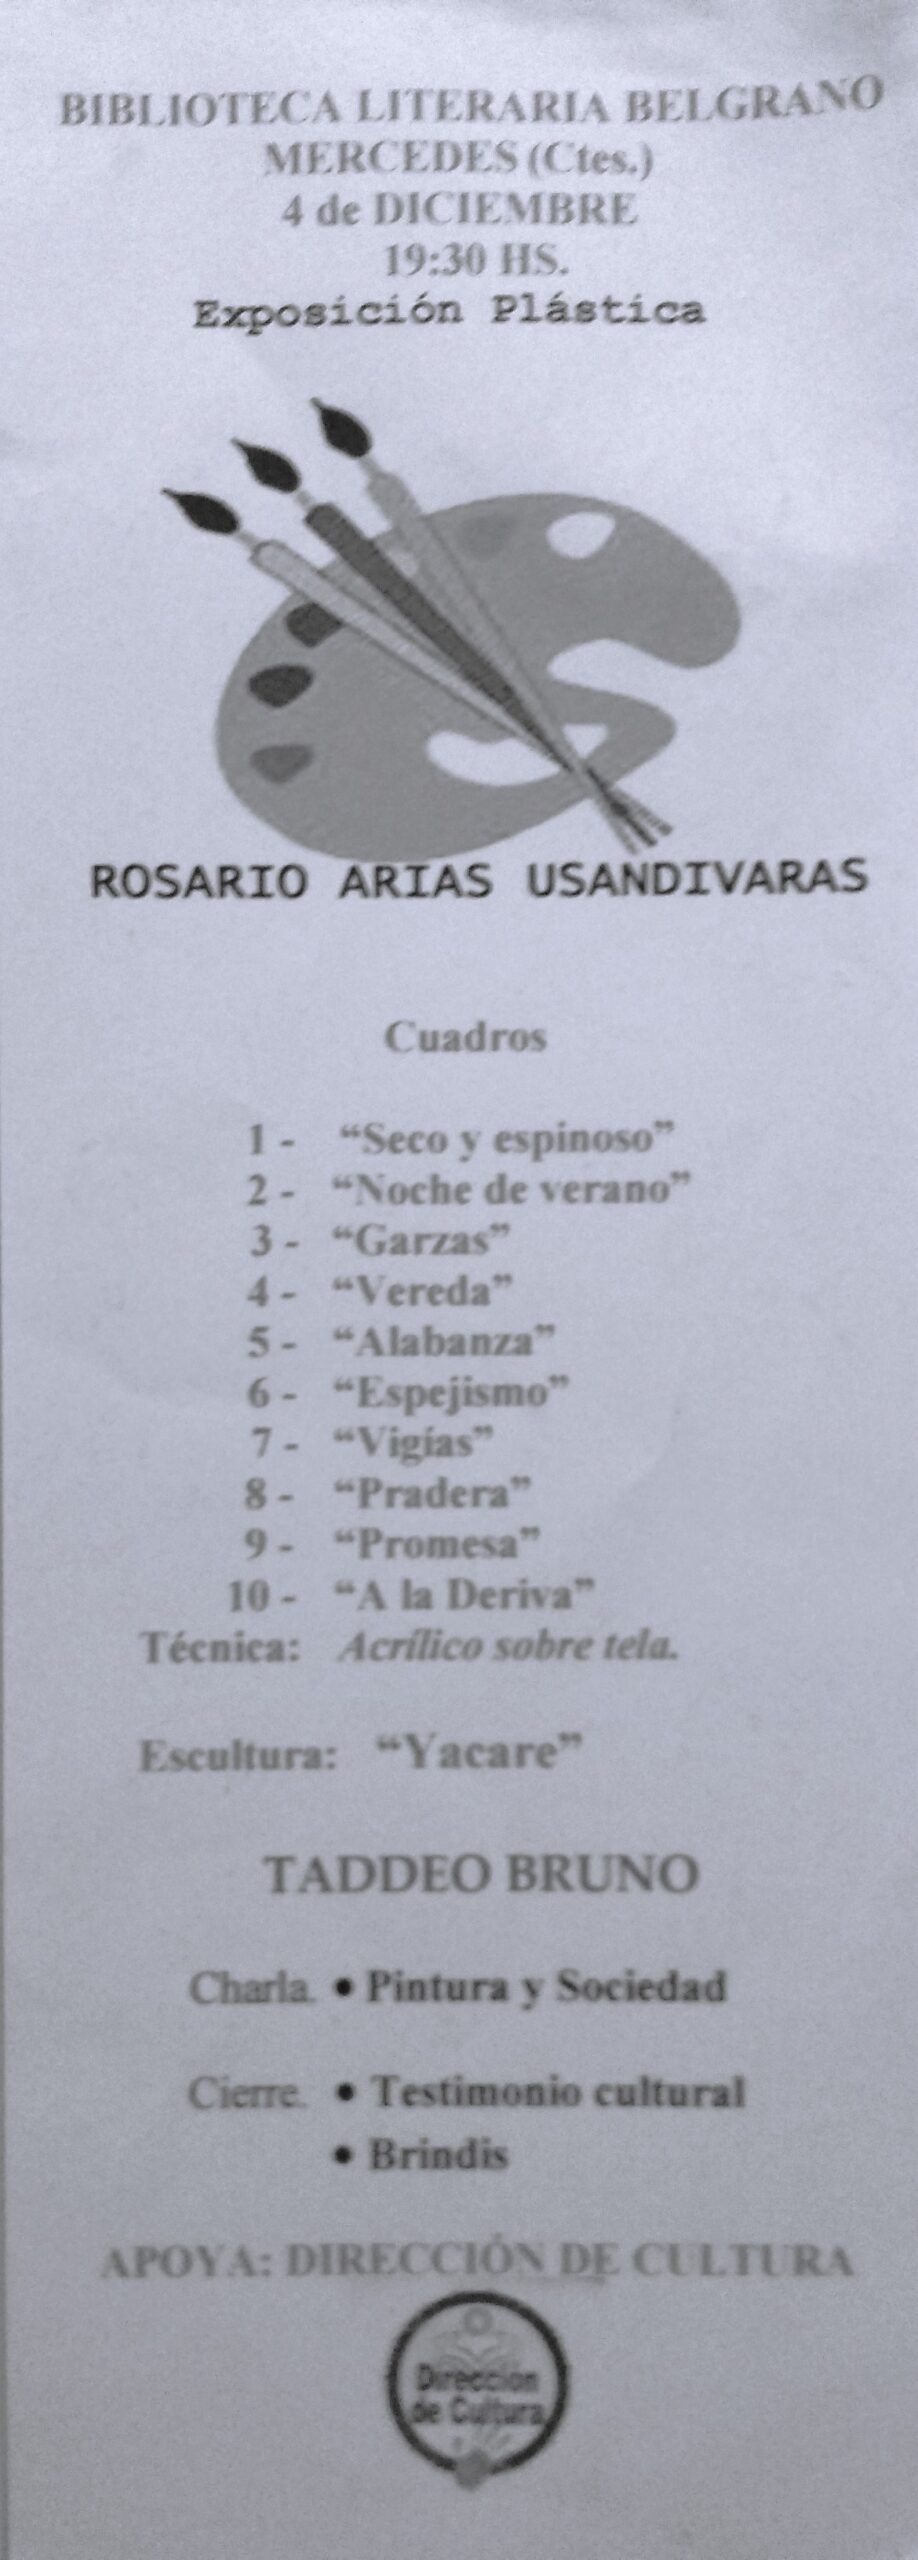 BIBLIOTECA LITERARIA BELGRANO
MERCEDES (Ctes.)
4 de DICIEMBRE
19:30 HS.
Exposición Plástica
ROSARIO ARIAS USANDIVARAS
Cuadros
1 - “Seco y espinoso”
2 - “Noche de verano”
3 - “Garzas”
4 - “Vereda”
5 - “Alabanza”
6 - “Espejismo”
7 - “Vigías”
8 - “Pradera”
9 - “Promesa”
10 - “A la Deriva”
Técnica: Acrílico sobre tela.
Escultura: “Yacare”
TADDEO BRUNO
Charla. • Pintura y Sociedad
Cierre. • Testimonio cultural
• Brindis
APOYA: DIRECCIÓN DE CULTURA
Dirección
de Cultura